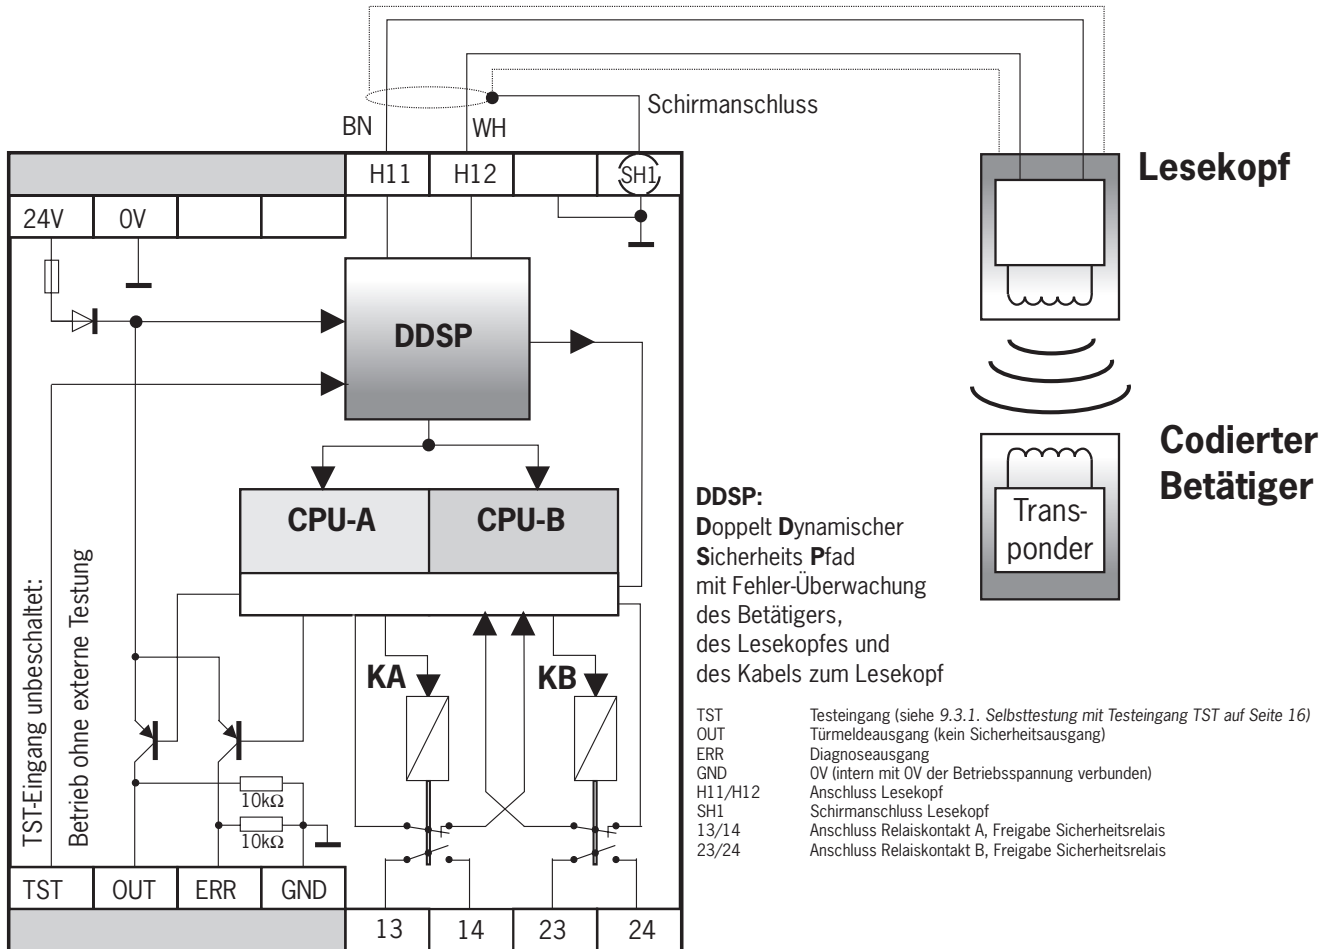 Schirmanschluss
BN
WH
H11
H12
SH1
Lesekopf
24V
0V
DDSP
Codierter
Betätiger
Trans-
ponder
CPU-A
CPU-B
DDSP:
Doppelt Dynamischer
Sicherheits Pfad
mit Fehler-Überwachung
des Betätigers,
des Lesekopfes und
des Kabels zum Lesekopf
TST-Eingang unbeschaltet:
Betrieb ohne externe Testung
KA
KB
TST Testeingang (siehe 9.3.1. Selbsttestung mit Testeingang TST auf Seite 16)
OUT Türmeldeausgang (kein Sicherheitsausgang)
ERR Diagnoseausgang
GND 0V (intern mit 0V der Betriebsspannung verbunden)
H11/H12 Anschluss Lesekopf
SH1 Schirmanschluss Lesekopf
13/14 Anschluss Relaiskontakt A, Freigabe Sicherheitsrelais
23/24 Anschluss Relaiskontakt B, Freigabe Sicherheitsrelais
10kΩ
10kΩ
TST
OUT
ERR
GND
13
14
23
24